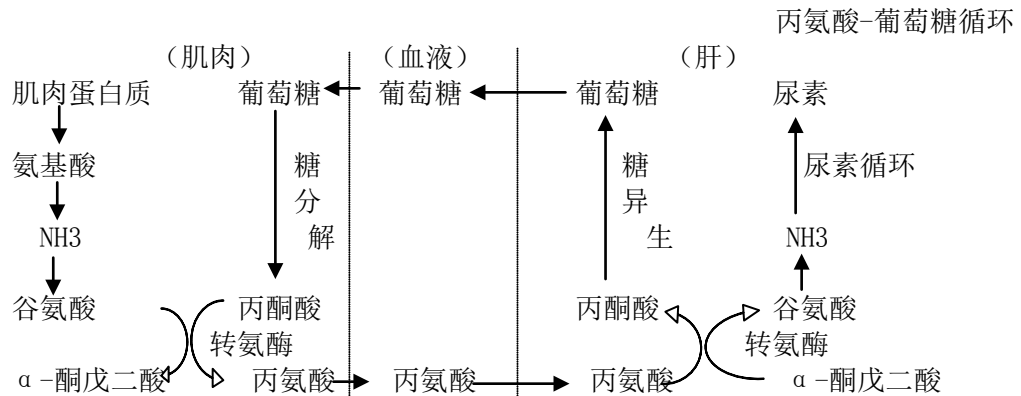 丙氨酸-葡萄糖循环
（肌肉） （血液） （肝）
肌肉蛋白质 葡萄糖 葡萄糖 葡萄糖 尿素
氨基酸 糖 糖 尿素循环
分 异
NH3 解 生 NH3
谷氨酸 丙酮酸 丙酮酸 谷氨酸
转氨酶 转氨酶
α-酮戊二酸 丙氨酸 丙氨酸 丙氨酸 α-酮戊二酸